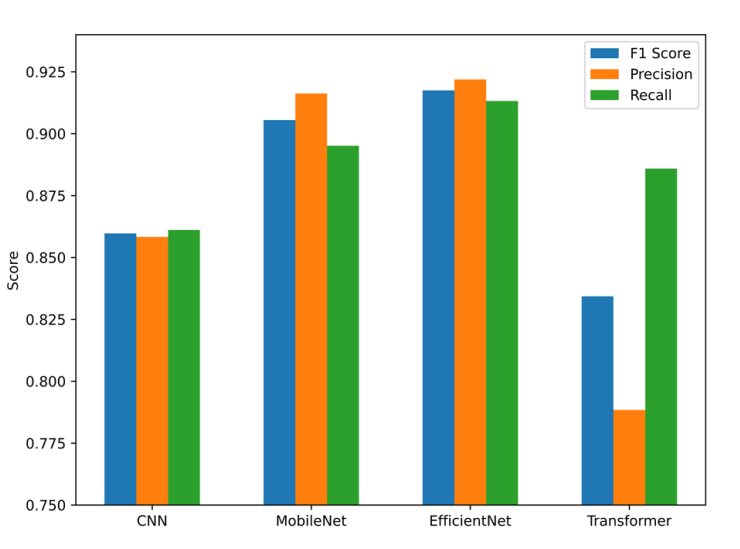 F1 Score
Precision
Recall
0.925
0.900
0.875
0.850
0.825
0.800
0.775
0.750
Score
CNN MobileNet EfficientNet Transformer